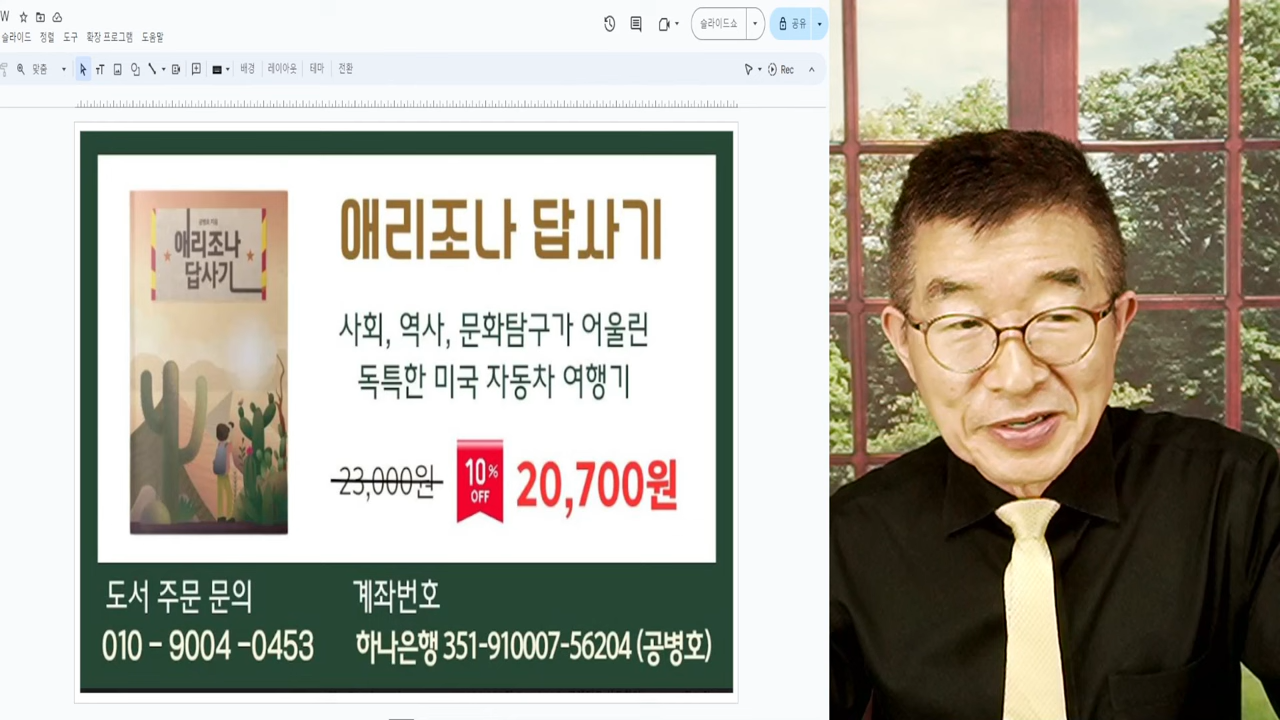 W
슬라이드 정렬 도구 확장 프로그램 도움말
슬라이드쇼
공유
맞춤
배경 레이아웃 테마 전환
Rec
애리조나
답사기
애리조나 답사기
사회, 역사, 문화탐구가 어울린
독특한 미국 자동차 여행기
23,000원
10%
OFF
20,700원
도서 주문 문의
계좌번호
010 - 9004 -0453
하나은행 351-910007-56204 (공병호)